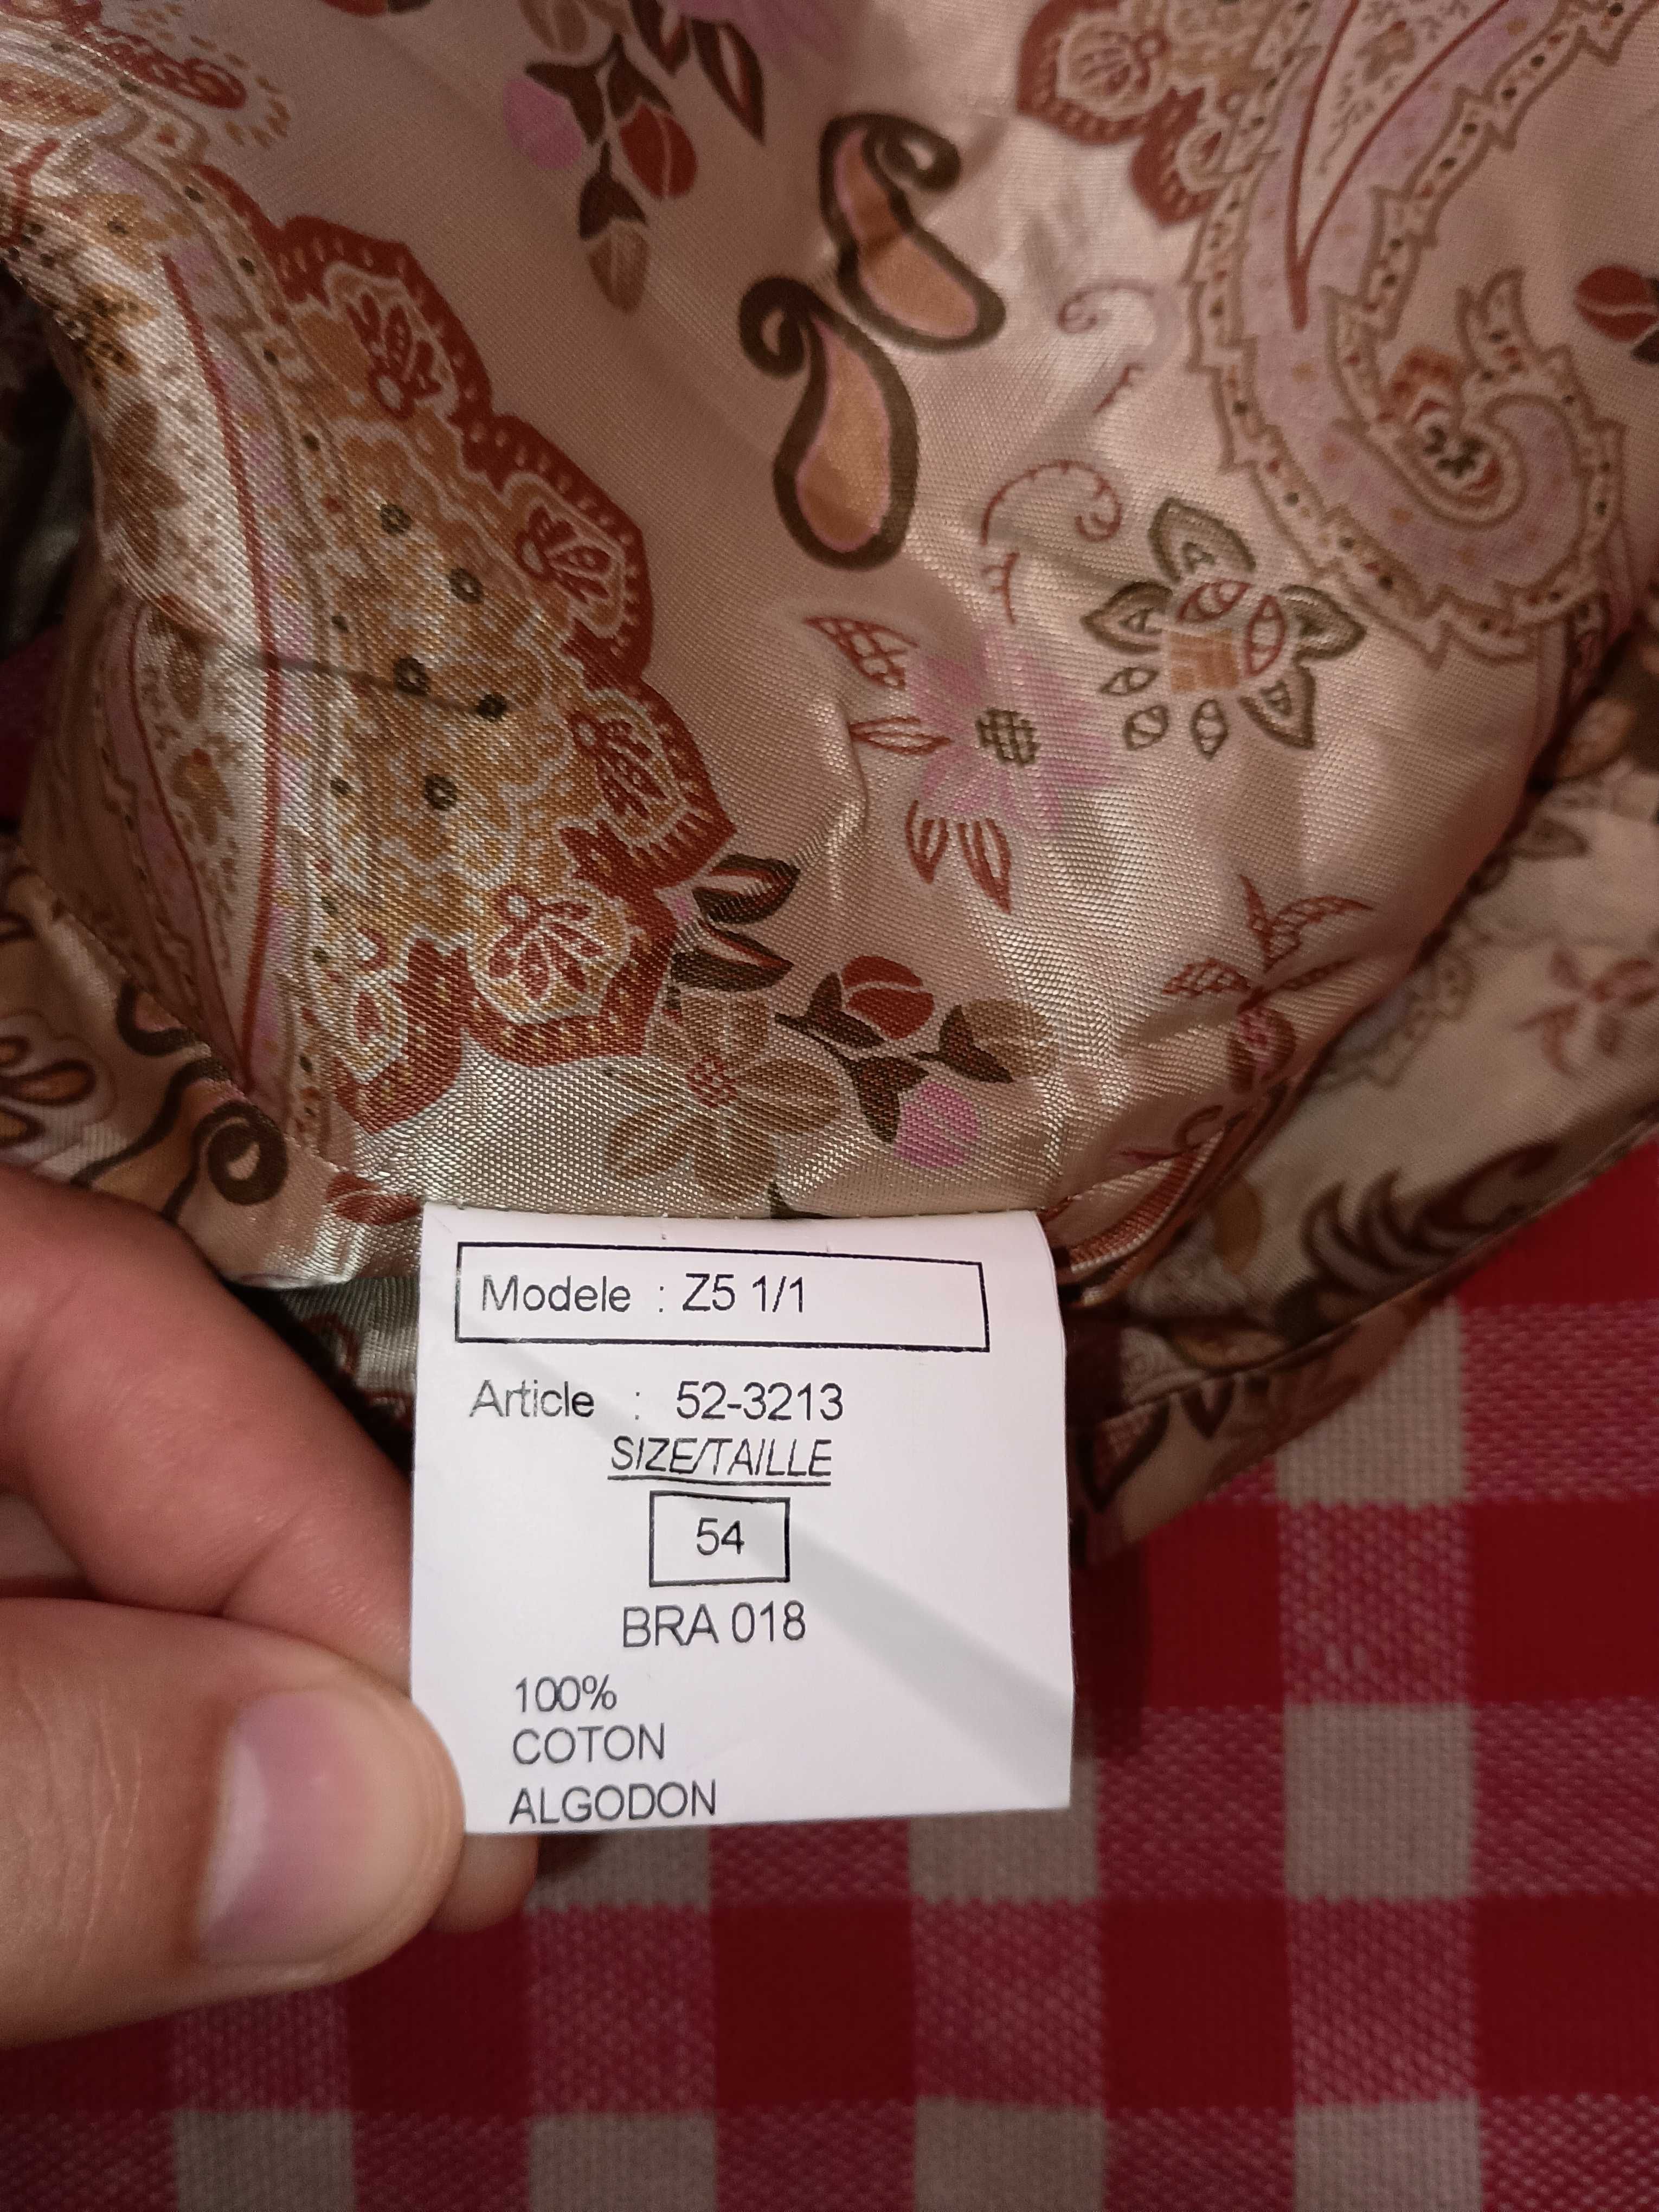 Modele : Z5 1/1
Article : 52-3213
SIZE/TAILLE
54
BRA 018
100%
COTON
ALGODON